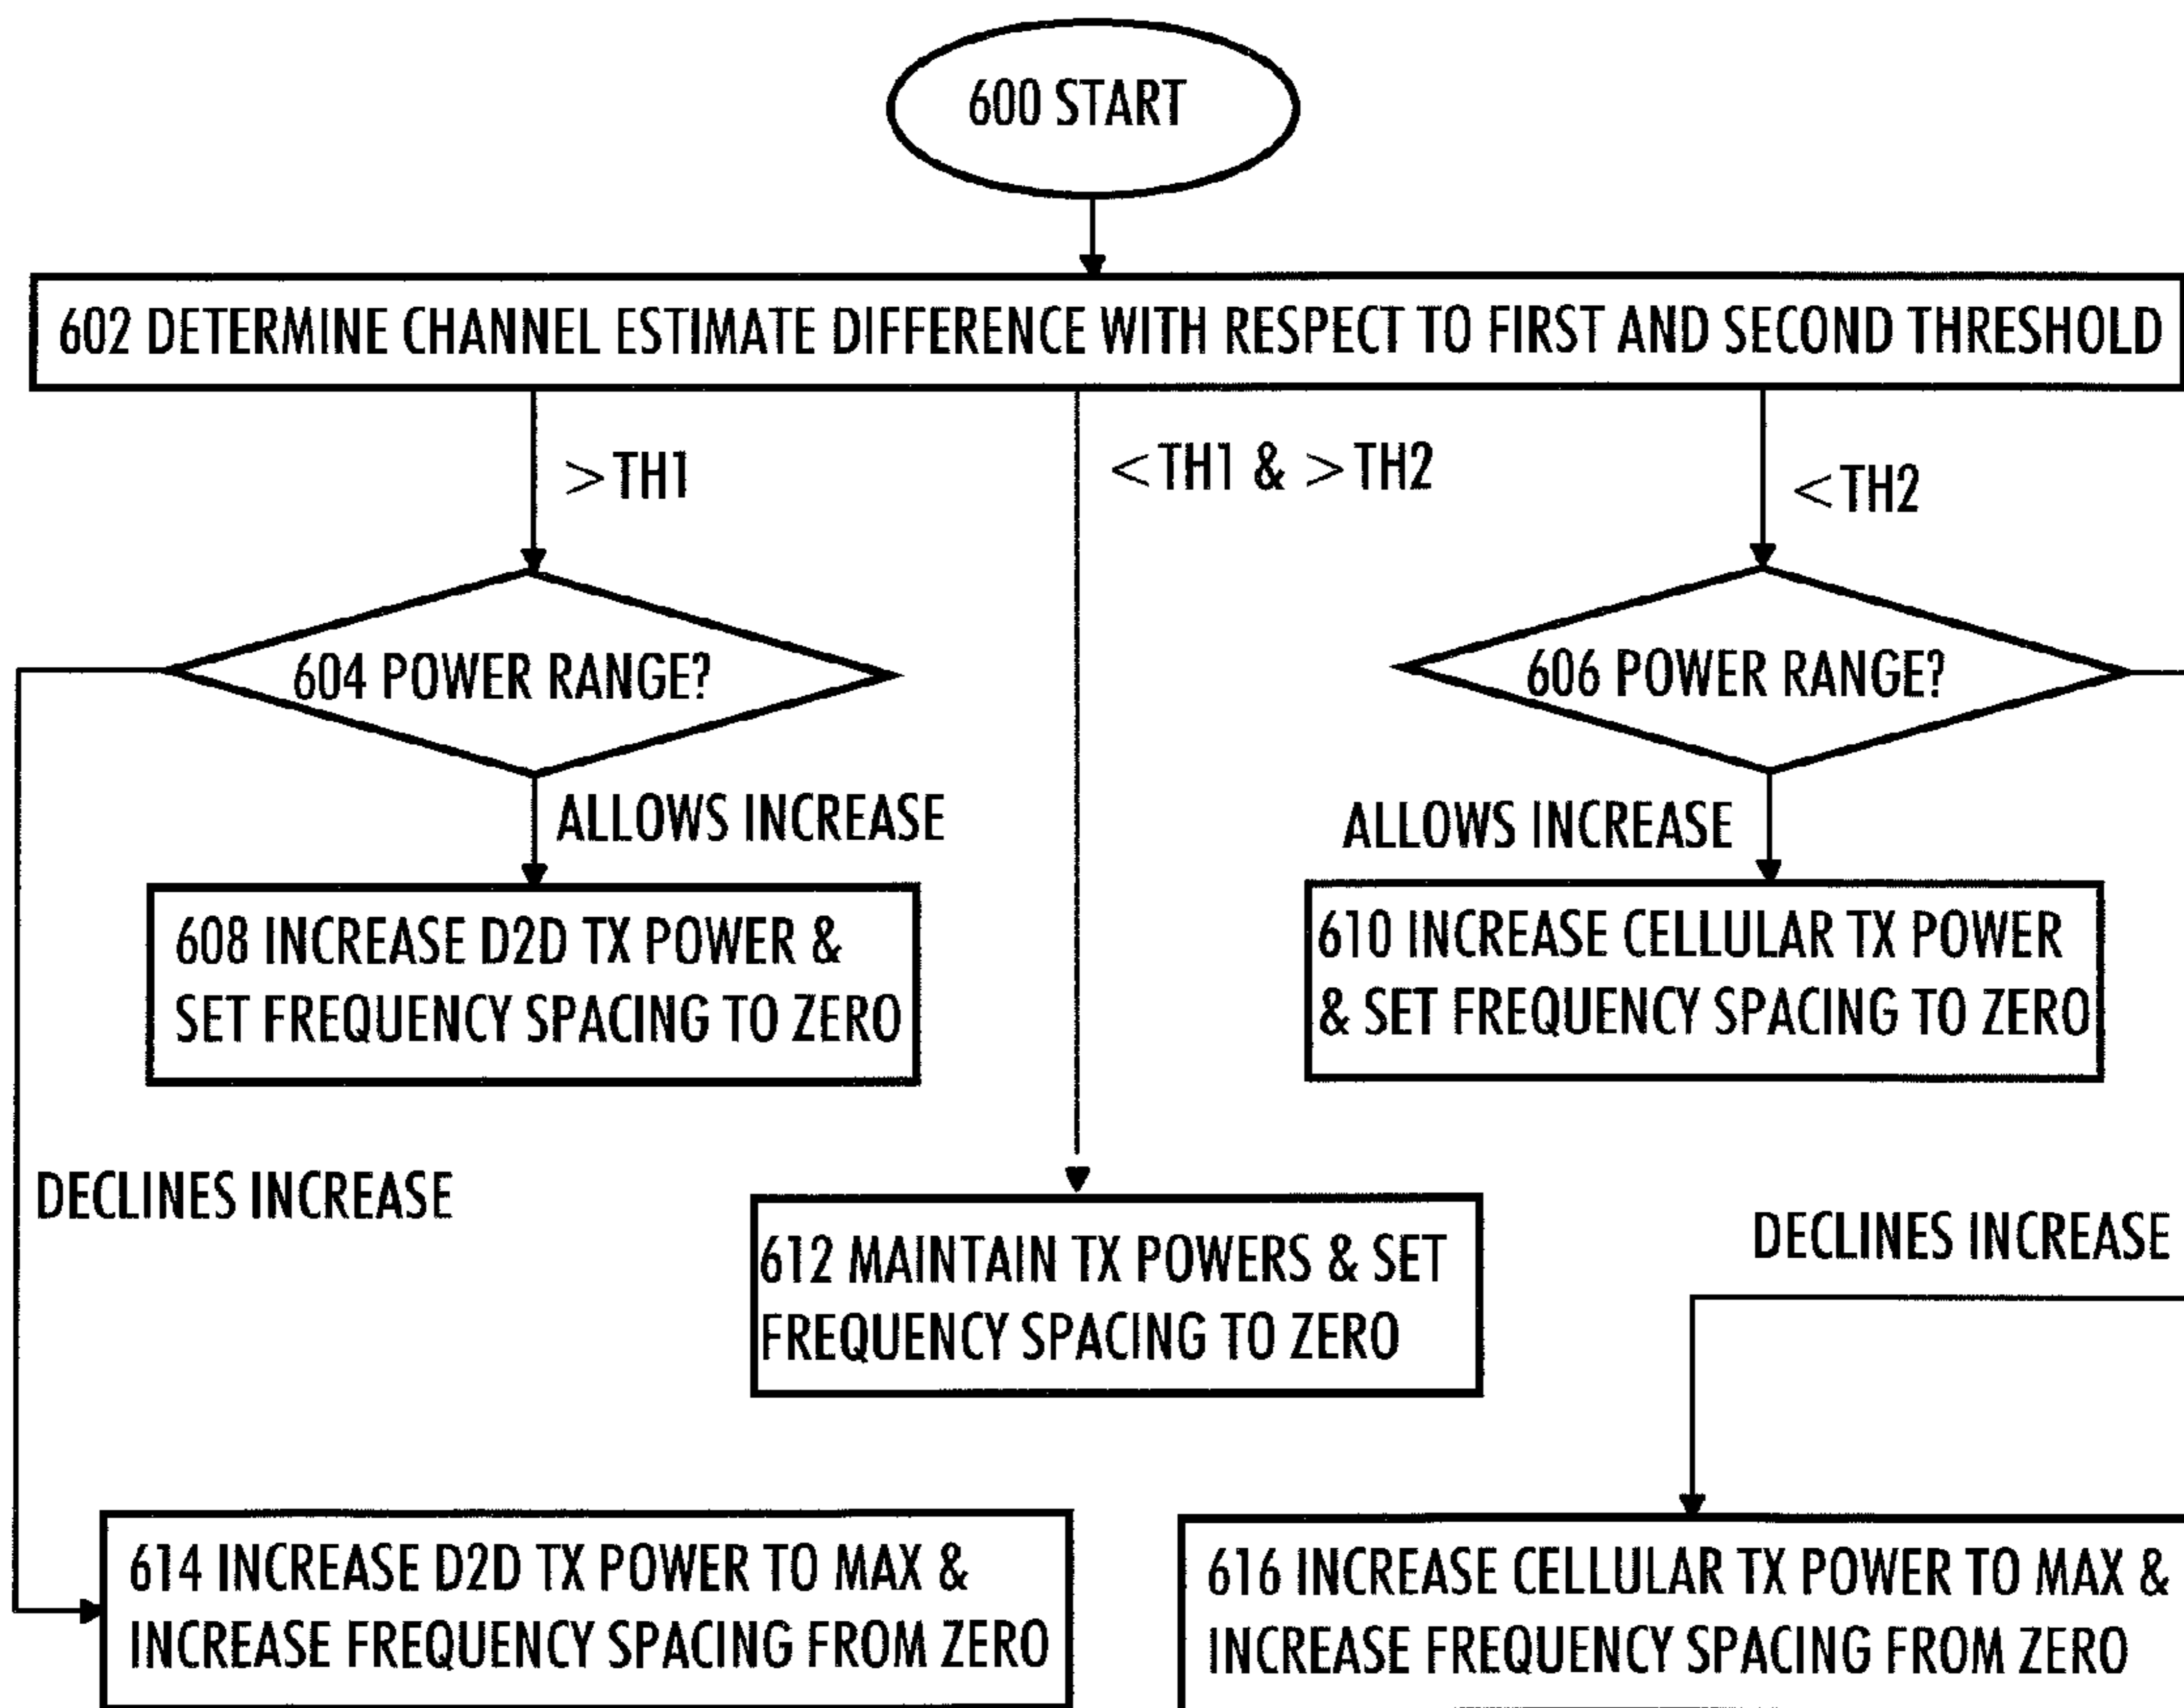 600 START
602 DETERMINE CHANNEL ESTIMATE DIFFERENCE WITH RESPECT TO FIRST AND SECOND THRESHOLD
>TH1
<TH1 & >TH2
<TH2
604 POWER RANGE?
606 POWER RANGE?
ALLOWS INCREASE
ALLOWS INCREASE
608 INCREASE D2D TX POWER &
SET FREQUENCY SPACING TO ZERO
610 INCREASE CELLULAR TX POWER
& SET FREQUENCY SPACING TO ZERO
DECLINES INCREASE
612 MAINTAIN TX POWERS & SET
FREQUENCY SPACING TO ZERO
DECLINES INCREASE
614 INCREASE D2D TX POWER TO MAX &
INCREASE FREQUENCY SPACING FROM ZERO
616 INCREASE CELLULAR TX POWER TO MAX &
INCREASE FREQUENCY SPACING FROM ZERO